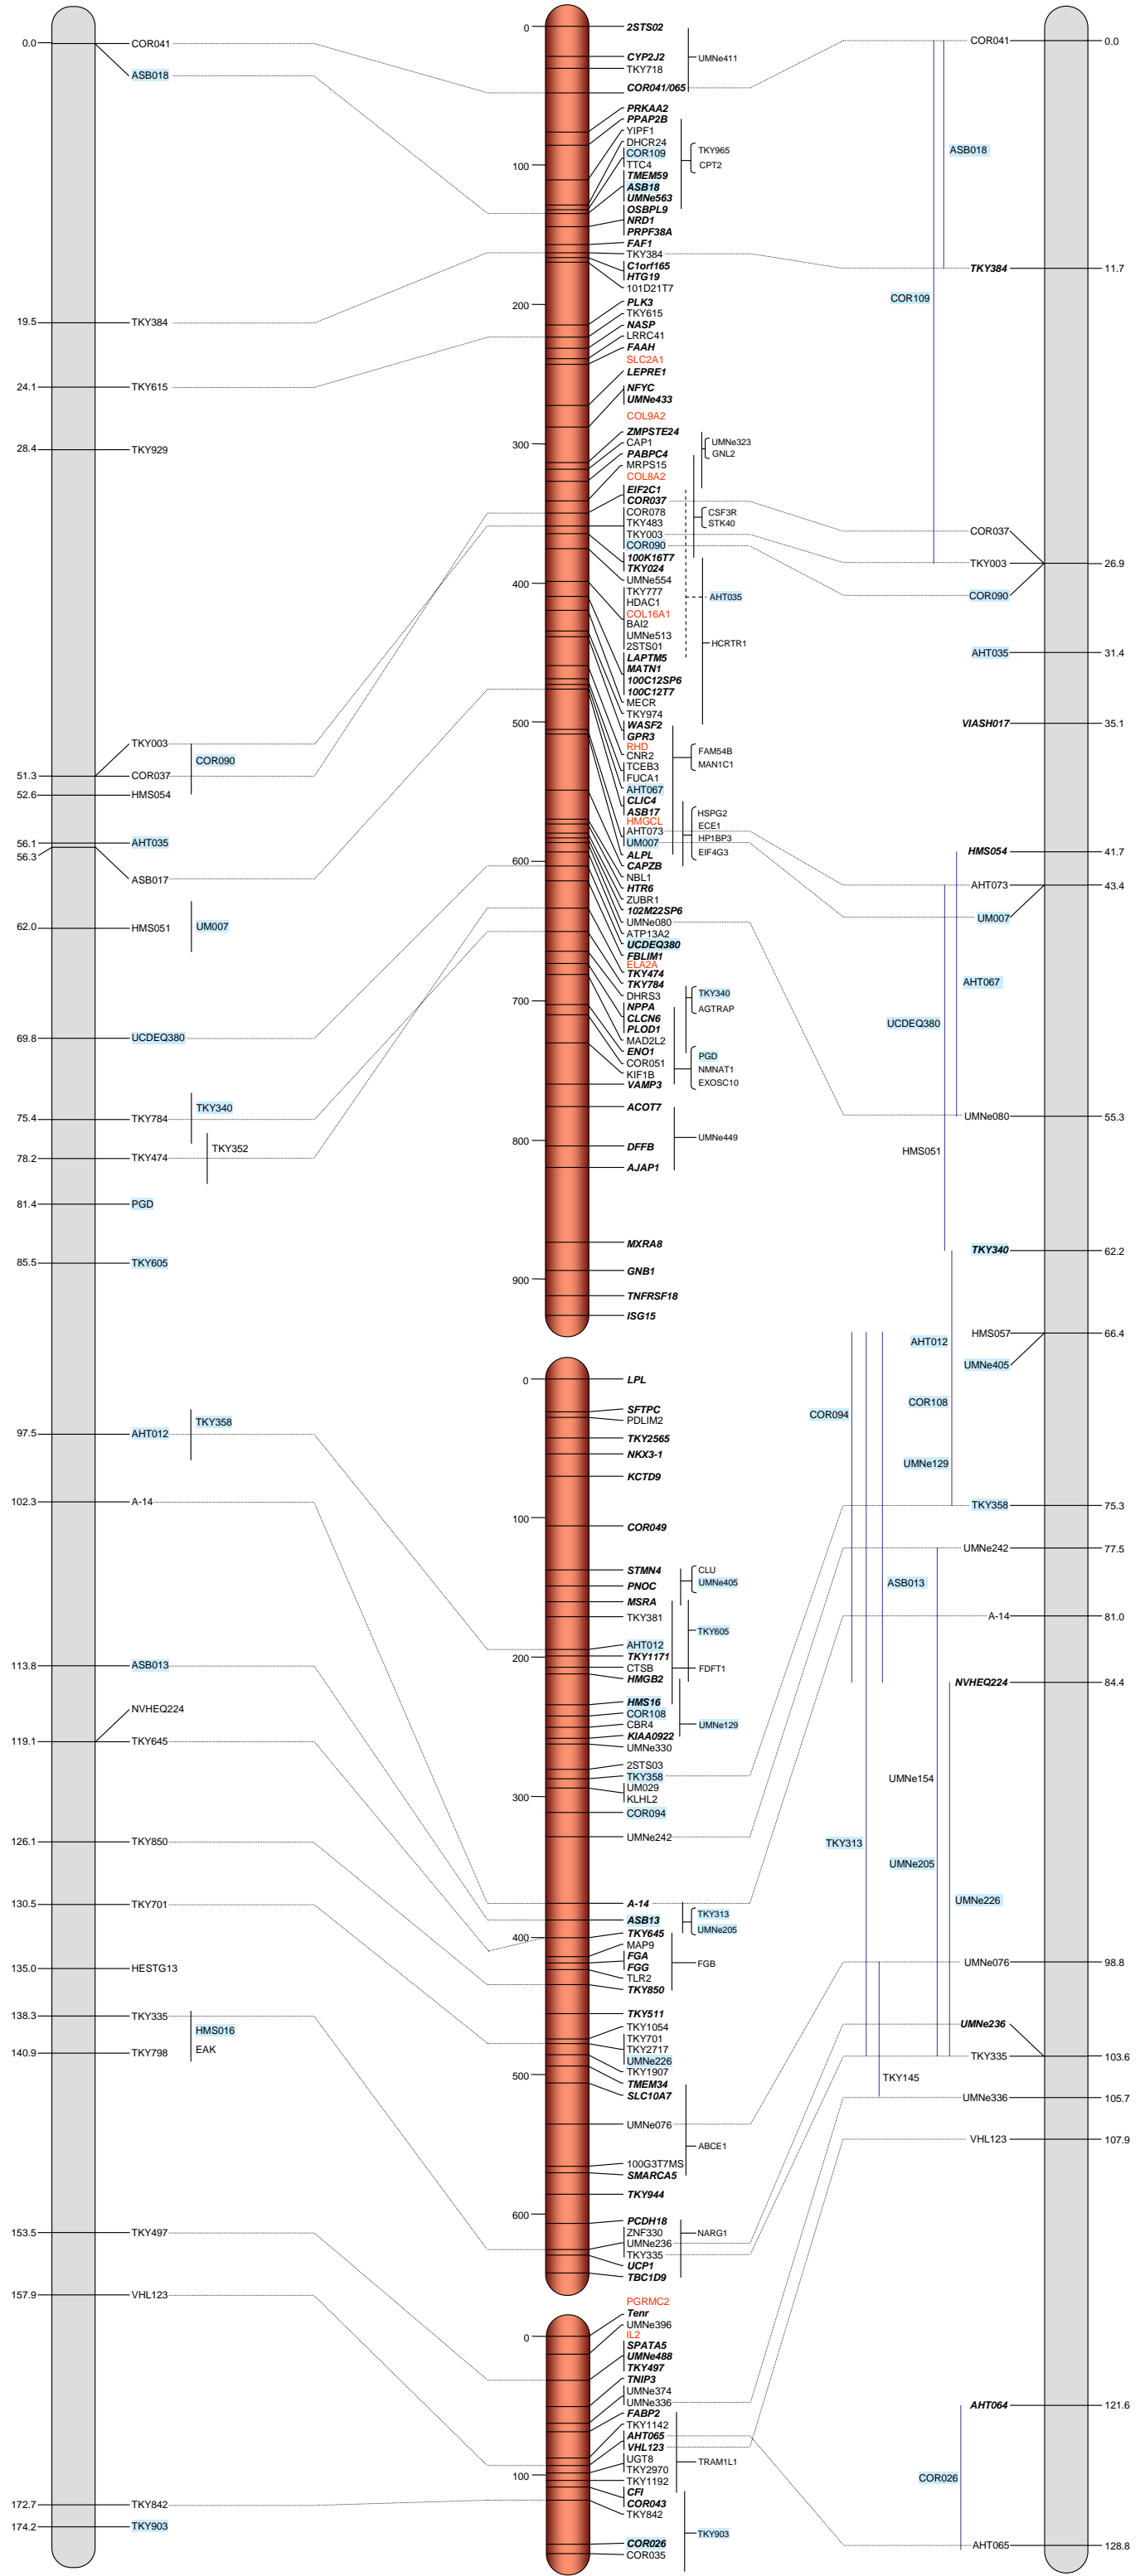 0.0 COR041
ASB018
19.5 TKY384
24.1 TKY615
28.4 TKY929
TKY003
COR090
51.3 COR037
52.6 HMS054
56.1 AHT035
56.3
ASB017
62.0 HMS051 UM007
69.8 UCDEQ380
TKY340
75.4 TKY784
TKY352
78.2 TKY474
81.4 PGD
85.5 TKY605
TKY358
97.5 AHT012
102.3 A-14
113.8 ASB013
NVHEQ224
119.1 TKY645
126.1 TKY850
130.5 TKY701
135.0 HESTG13
138.3 TKY335
HMS016
EAK
140.9 TKY798
153.5 TKY497
157.9 VHL123
172.7 TKY842
174.2 TKY903
0
100
200
300
400
500
600
700
800
900
2STS02
CYP2J2
UMNe411
TKY718
COR041/065
PRKAA2
PPAP2B
YIPF1
DHCR24
COR109
TTC4
TKY965
CPT2
TMEM59
ASB18
UMNe563
OSBPL9
NRD1
PRPF38A
FAF1
TKY384
C1orf165
HTG19
101D21T7
PLK3
TKY615
NASP
LRRC41
FAAH
SLC2A1
LEPRE1
NFYC
UMNe433
COL9A2
ZMPSTE24
CAP1
PABPC4
MRPS15
COL8A2
UMNe323
GNL2
EIF2C1
COR037
COR078
TKY483
TKY003
COR090
CSF3R
STK40
100K16T7
TKY024
UMNe554
TKY777
HDAC1
COL16A1
BAI2
UMNe513
2STS01
AHT035
HCRTR1
LAPTM5
MATN1
100C12SP6
100C12T7
MECR
TKY974
WASF2
GPR3
RHD
CNR2
TCEB3
FUCA1
AHT067
FAM54B
MAN1C1
CLIC4
ASB17
HMGCL
AHT073
UM007
HSPG2
ECE1
HP1BP3
EIF4G3
ALPL
CAPZB
NBL1
HTR6
ZUBR1
102M22SP6
UMNe080
ATP13A2
UCDEQ380
FBLIM1
ELA2A
TKY474
TKY784
DHRS3
TKY340
AGTRAP
NPPA
CLCN6
PLOD1
MAD2L2
ENO1
COR051
KIF1B
PGD
NMNAT1
EXOSC10
VAMP3
ACOT7
UMNe449
DFFB
AJAP1
MXRA8
GNB1
TNFRSF18
ISG15
0
100
200
300
400
500
600
LPL
SFTPC
PDLIM2
TKY2565
NKX3-1
KCTD9
COR049
STMN4
CLU
UMNe405
PNOC
MSRA
TKY381
TKY605
AHT012
TKY1171
CTSB
FDFT1
HMGB2
HMS16
COR108
CBR4
UMNe129
KIAA0922
UMNe330
2STS03
TKY358
UM029
KLHL2
COR094
UMNe242
A-14
ASB13
TKY313
UMNe205
TKY645
MAP9
FGA
FGG
FGB
TLR2
TKY850
TKY511
TKY1054
TKY701
TKY2717
UMNe226
TKY1907
TMEM34
SLC10A7
UMNe076
ABCE1
100G3T7MS
SMARCA5
TKY944
PCDH18
ZNF330
NARG1
UMNe236
TKY335
UCP1
TBC1D9
0
100
PGRMC2
Tenr
UMNe396
IL2
SPATA5
UMNe488
TKY497
TNIP3
UMNe374
UMNe336
FABP2
TKY1142
AHT065
VHL123
UGT8
TKY2970
TRAM1L1
TKY1192
CFI
COR043
TKY842
TKY903
COR026
COR035
COR041 0.0
ASB018
TKY384 11.7
COR109
COR037
TKY003 26.9
COR090
AHT035 31.4
VIASH017 35.1
HMS054 41.7
AHT073 43.4
UM007
AHT067
UCDEQ380
UMNe080 55.3
HMS051
TKY340 62.2
HMS057 66.4
AHT012
UMNe405
COR108
COR094
UMNe129
TKY358 75.3
UMNe242 77.5
ASB013
A-14 81.0
NVHEQ224 84.4
UMNe154
TKY313
UMNe205
UMNe226
UMNe076 98.8
UMNe236
TKY335 103.6
TKY145
UMNe336 105.7
VHL123 107.9
AHT064 121.6
COR026
AHT065 128.8